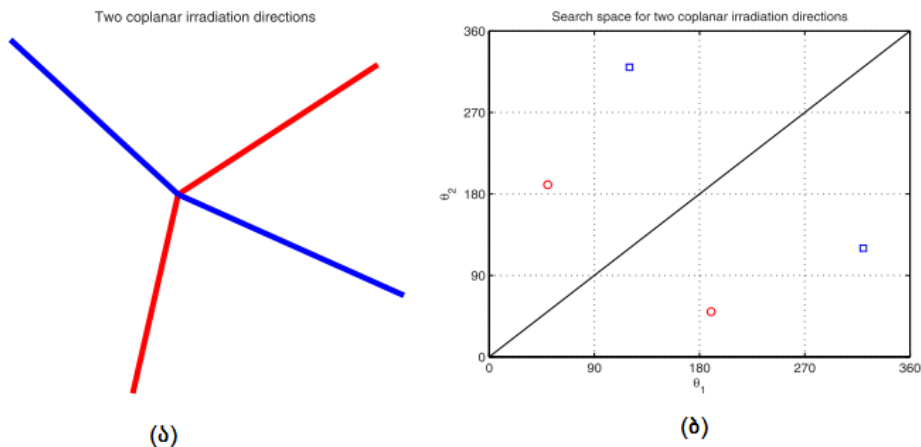 Two coplanar irradiation directions
(ა)
Search space for two coplanar irradiation directions
360
270
180
90
0
θ2
0 90 180 270 360
θ1
(ბ)